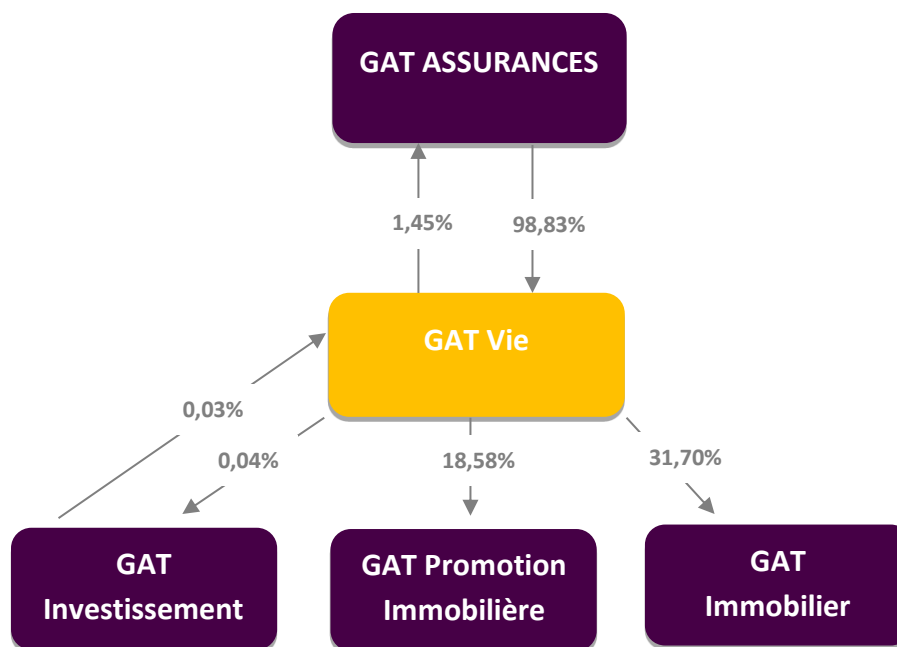 GAT ASSURANCES
1,45%
98,83%
GAT Vie
0,03%
0,04%
18,58%
31,70%
GAT
Investissement
GAT Promotion
Immobilière
GAT
Immobilier